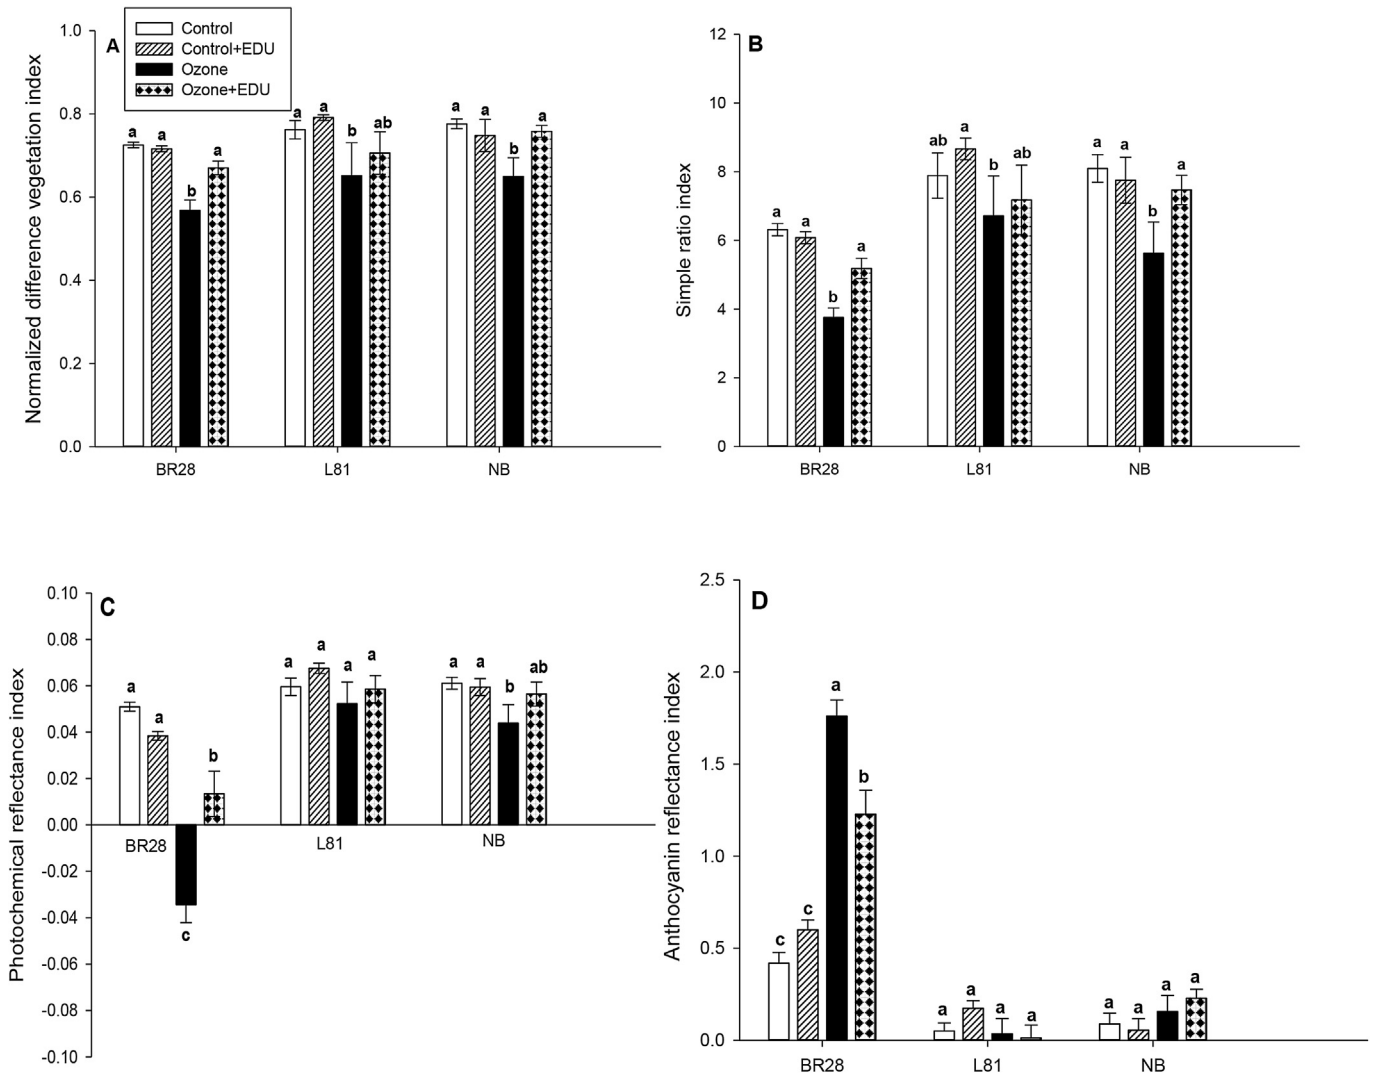 A
Control
Control+EDU
Ozone
Ozone+EDU
Normalized difference vegetation index
1.0
0.8
0.6
0.4
0.2
0.0
a a b a
a a b ab
a a b a
BR28 L81 NB
B
Simple ratio index
12
10
8
6
4
2
0
a a b a
ab a b ab
a a b a
BR28 L81 NB
C
Photochemical reflectance index
0.10
0.08
0.06
0.04
0.02
0.00
-0.02
-0.04
-0.06
-0.08
-0.10
a a c b
a a a a
a a b ab
BR28 L81 NB
D
Anthocyanin reflectance index
2.5
2.0
1.5
1.0
0.5
0.0
c c a b
a a a a
a a a a
BR28 L81 NB